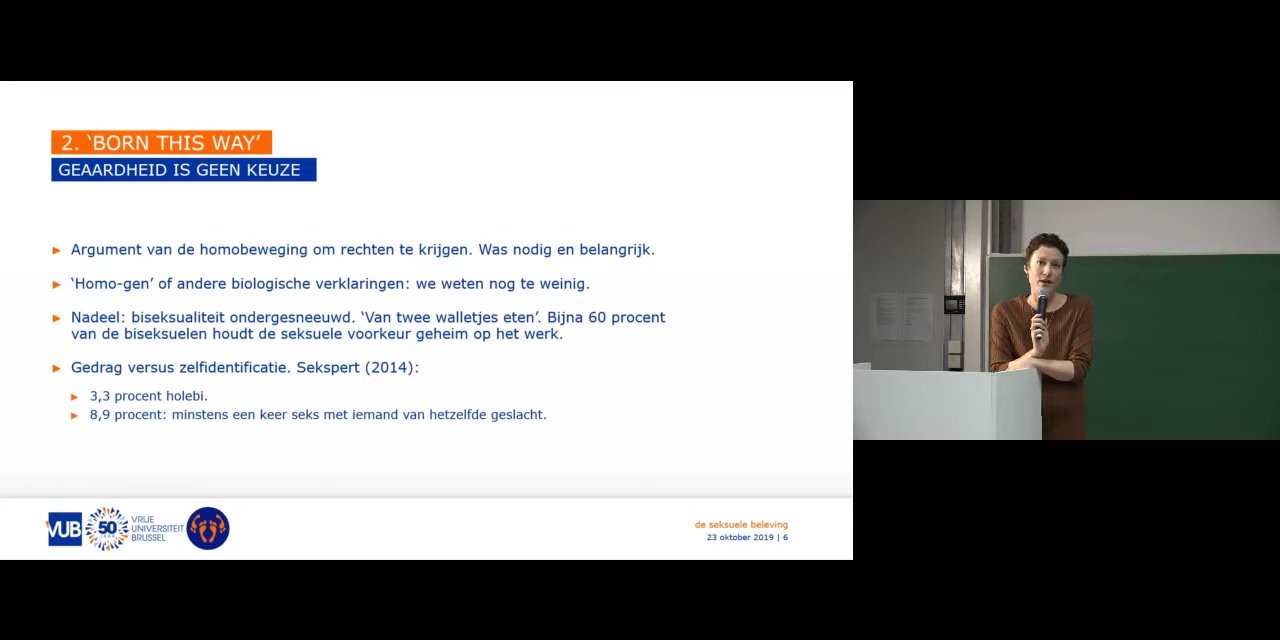 2. ‘BORN THIS WAY’
GEAARDHEID IS GEEN KEUZE
► Argument van de homobeweging om rechten te krijgen. Was nodig en belangrijk.
► ‘Homo-gen’ of andere biologische verklaringen: we weten nog te weinig.
► Nadeel: biseksualiteit ondergesneeuwd. ‘Van twee walletjes eten’. Bijna 60 procent
van de biseksuelen houdt de seksuele voorkeur geheim op het werk.
► Gedrag versus zelfidentificatie. Sekspert (2014):
► 3,3 procent holebi.
► 8,9 procent: minstens een keer seks met iemand van hetzelfde geslacht.
VUB
50
JAAR
VRIJE
UNIVERSITEIT
BRUSSEL
de seksuele beleving
23 oktober 2019 | 6